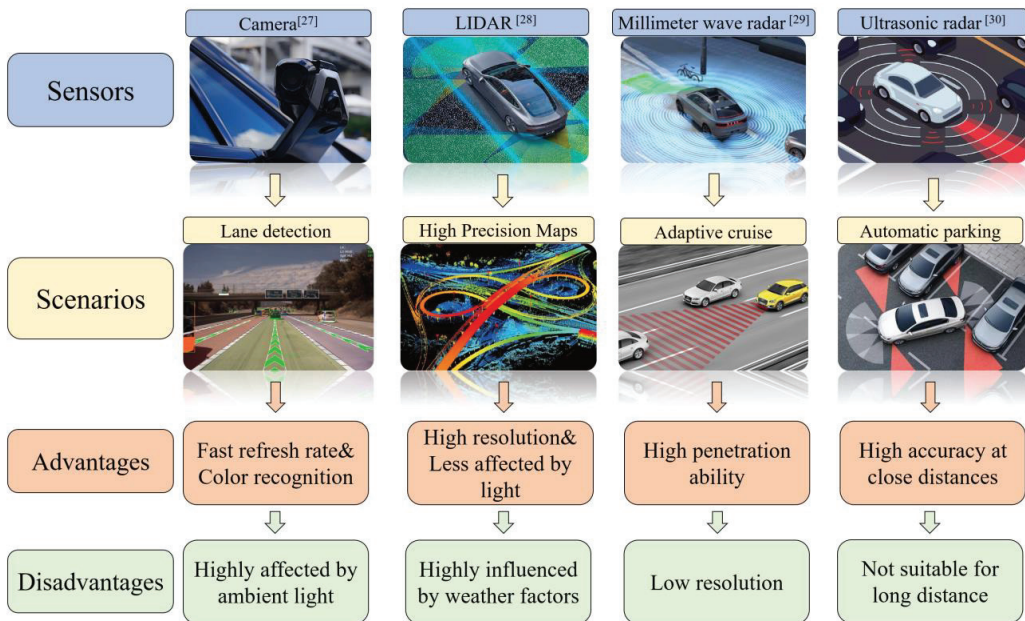 Camera[27]
LIDAR [28]
Millimeter wave radar[29]
Ultrasonic radar[30]
Sensors
Lane detection
High Precision Maps
Adaptive cruise
Automatic parking
Scenarios
Advantages
Fast refresh rate&
Color recognition
High resolution&
Less affected by
light
High penetration
ability
High accuracy at
close distances
Disadvantages
Highly affected by
ambient light
Highly influenced
by weather factors
Low resolution
Not suitable for
long distance